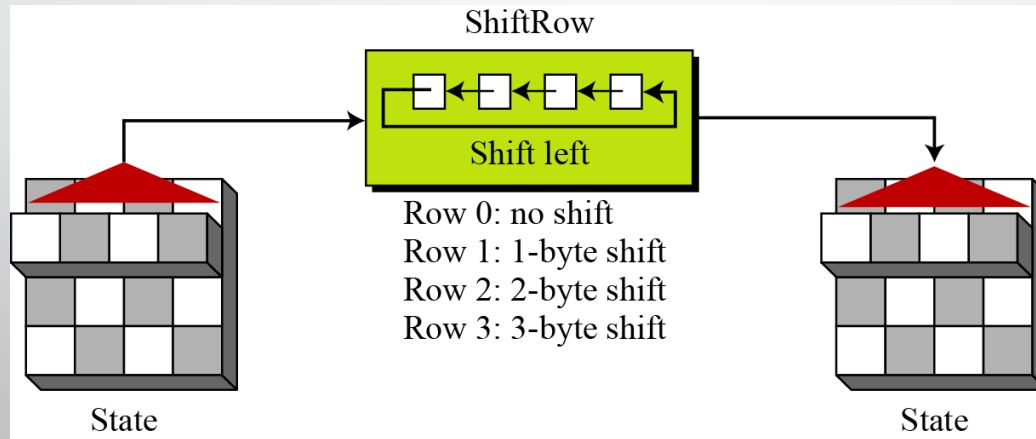 ShiftRow
Shift left
Row 0: no shift
Row 1: 1-byte shift
Row 2: 2-byte shift
Row 3: 3-byte shift
State
State